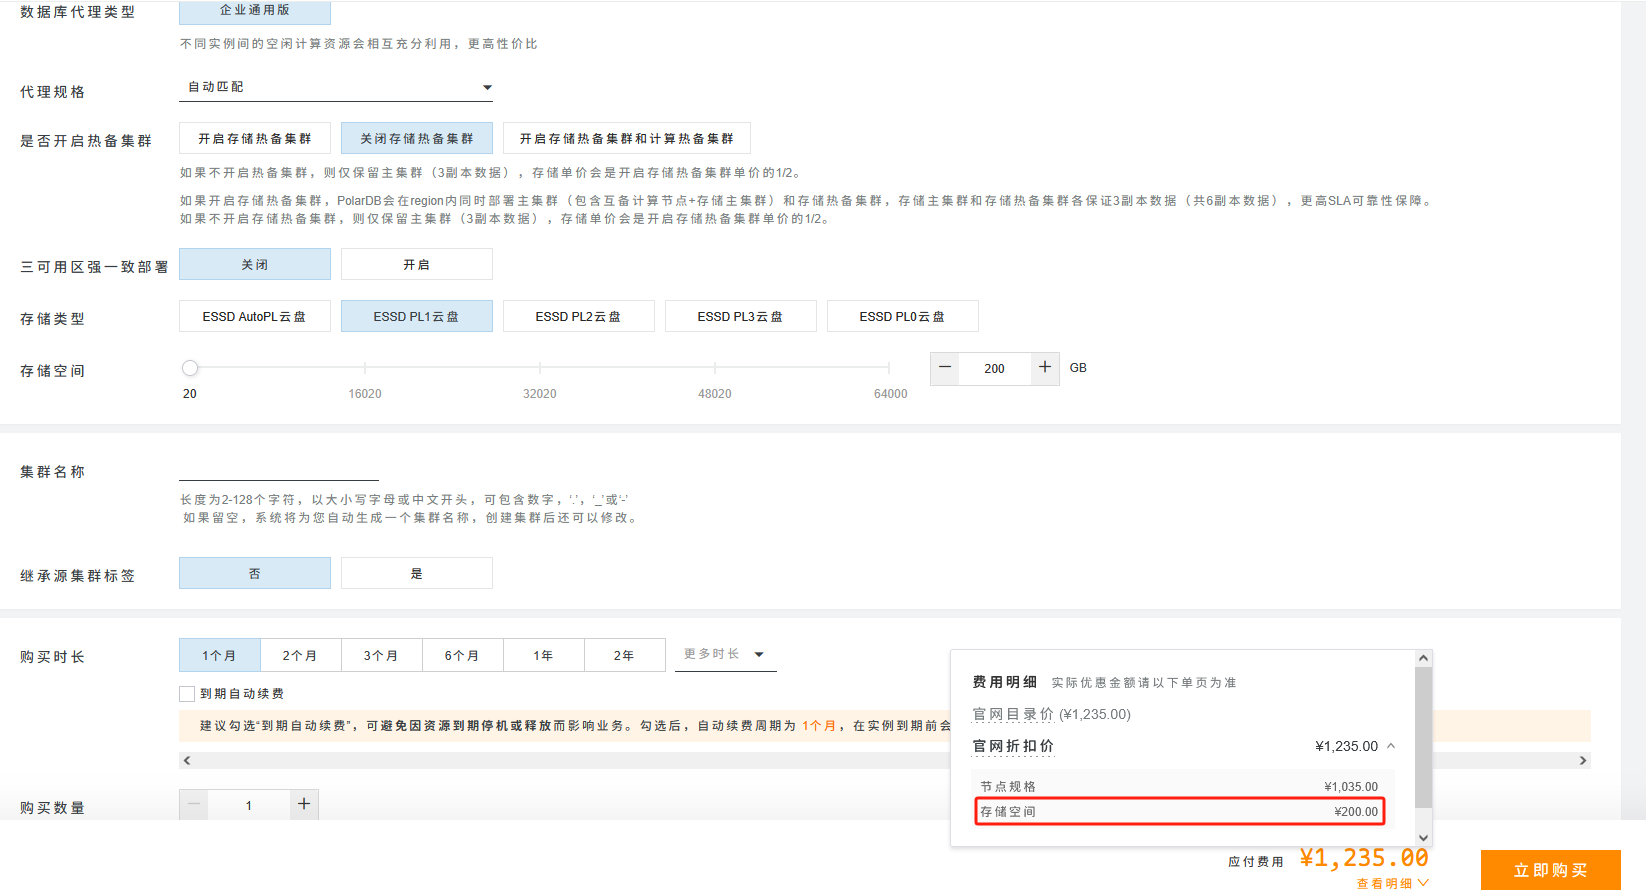 数据库代理类型
企业通用版
不同实例间的空闲计算资源会相互充分利用，更高性价比
代理规格
自动匹配
是否开启热备集群
开启存储热备集群
关闭存储热备集群
开启存储热备集群和计算热备集群
如果不开启热备集群，则仅保留主集群（3副本数据），存储单价会是开启存储热备集群单价的1/2。
如果开启存储热备集群，PolarDB会在region内同时部署主集群（包含互备计算节点+存储主集群）和存储热备集群，存储主集群和存储热备集群各保证3副本数据（共6副本数据），更高SLA可靠性保障。
如果不开启存储热备集群，则仅保留主集群（3副本数据），存储单价会是开启存储热备集群单价的1/2。
三可用区强一致部署
关闭
开启
存储类型
ESSD AutoPL云盘
ESSD PL1云盘
ESSD PL2云盘
ESSD PL3云盘
ESSD PL0云盘
存储空间
20
16020
32020
48020
64000
200
GB
集群名称
长度为2-128个字符，以大小写字母或中文开头，可包含数字，‘.’，‘_’或‘-’
如果留空，系统将为您自动生成一个集群名称，创建集群后还可以修改。
继承源集群标签
否
是
购买时长
1个月
2个月
3个月
6个月
1年
2年
更多时长
到期自动续费
建议勾选“到期自动续费”，可避免因资源到期停机或释放而影响业务。勾选后，自动续费周期为 1个月，在实例到期前会
购买数量
1
费用明细 实际优惠金额请以下单页为准
官网目录价 (¥1,235.00)
官网折扣价 ¥1,235.00
节点规格 ¥1,035.00
存储空间 ¥200.00
应付费用 ¥1,235.00
查看明细
立即购买